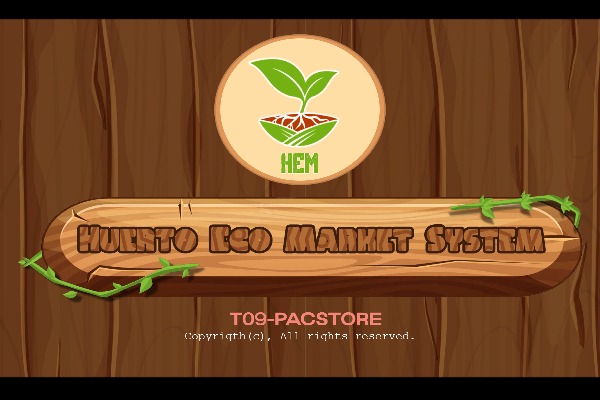 HEM
Huerto Eco Market System
T09-PACSTORE
Copyrigth(c), All rights reserved.